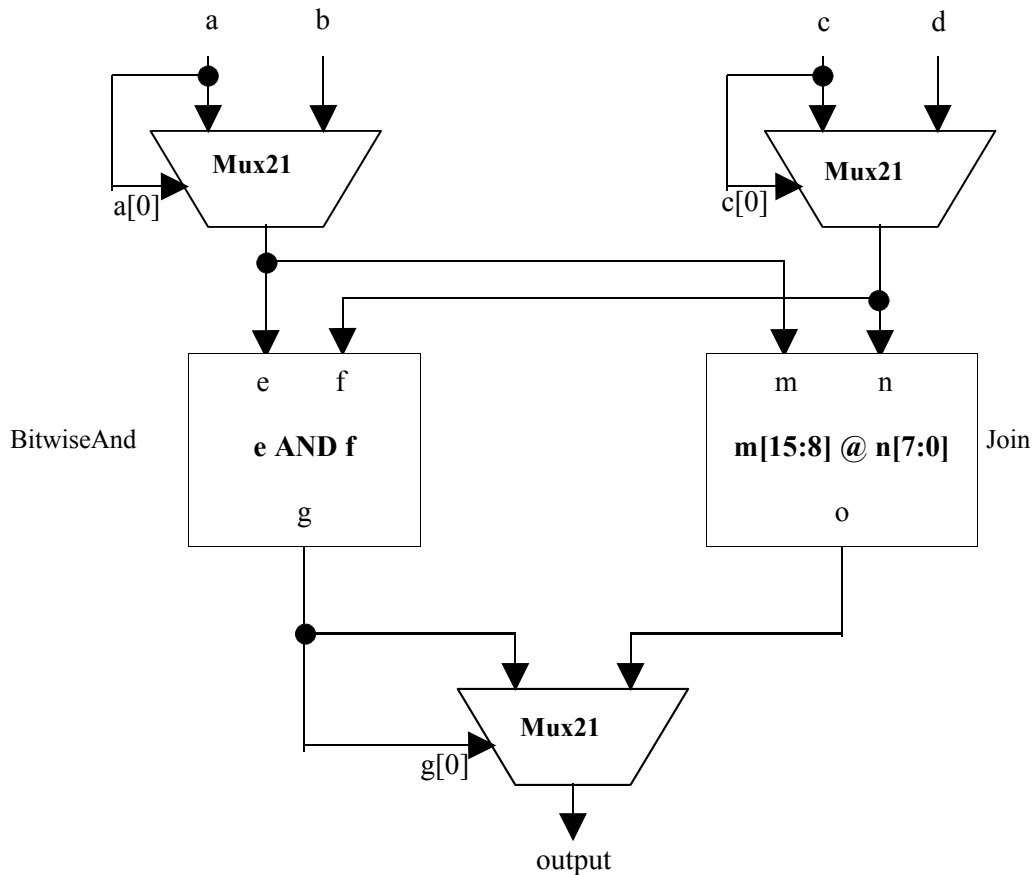 a b c d
Mux21 Mux21
a[0] c[0]
e f m n
BitwiseAnd e AND f m[15:8] @ n[7:0] Join
g o
Mux21
g[0]
output